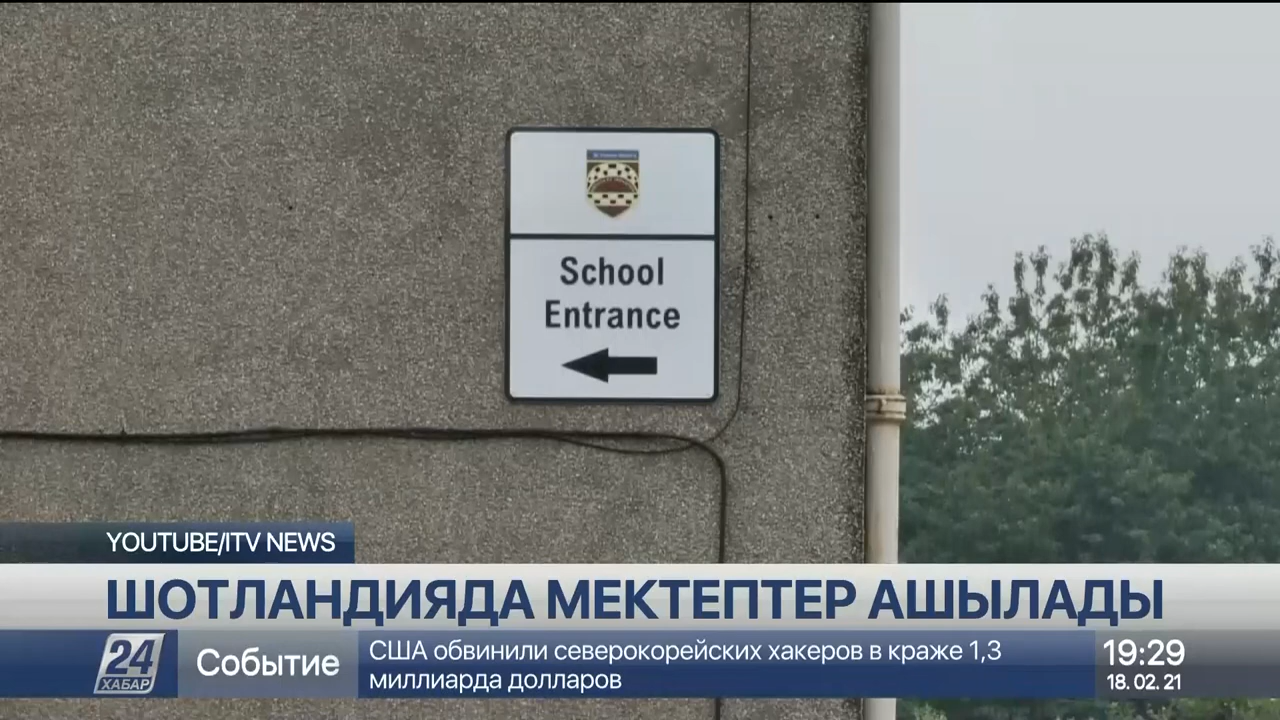 School
Entrance
YOUTUBE/ITV NEWS
ШОТЛАНДИЯДА МЕКТЕПТЕР АШЫЛАДЫ
24
ХАБАР
Событие
США обвинили северокорейских хакеров в краже 1,3
миллиарда долларов
19:29
18.02.21